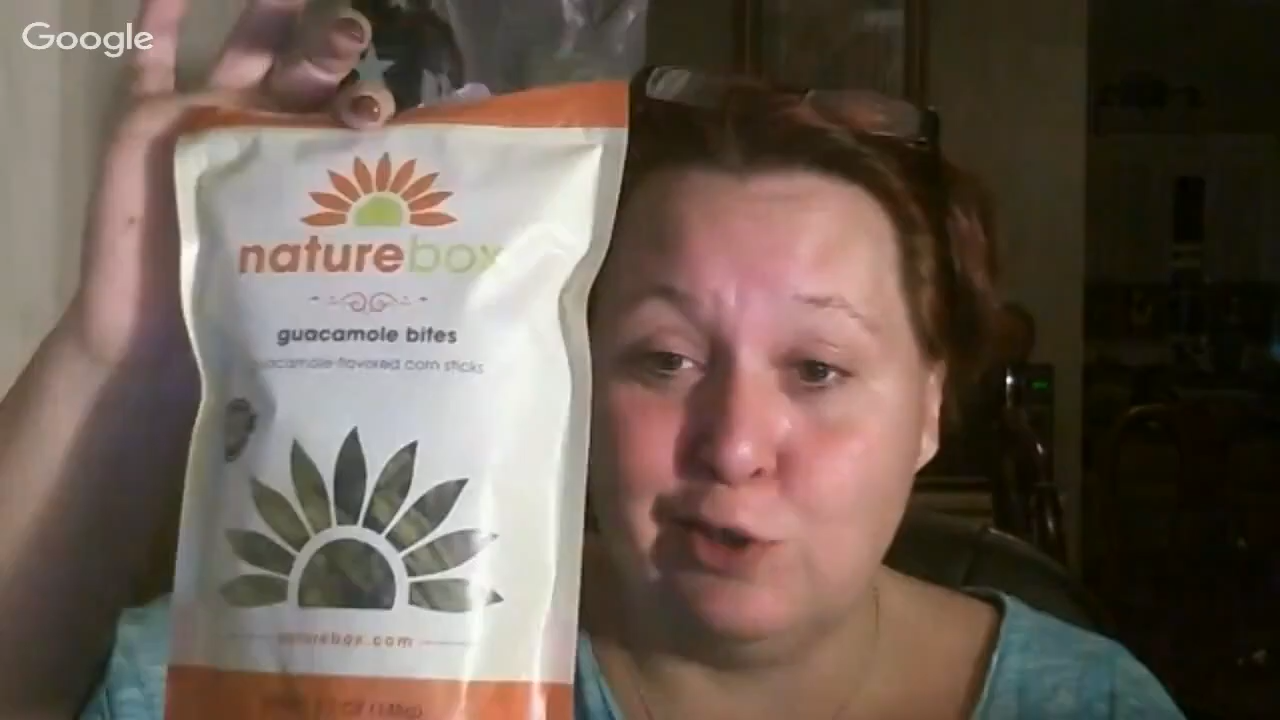 Google
naturebox
guacamole bites
guacamole-flavored corn sticks
naturebox.com